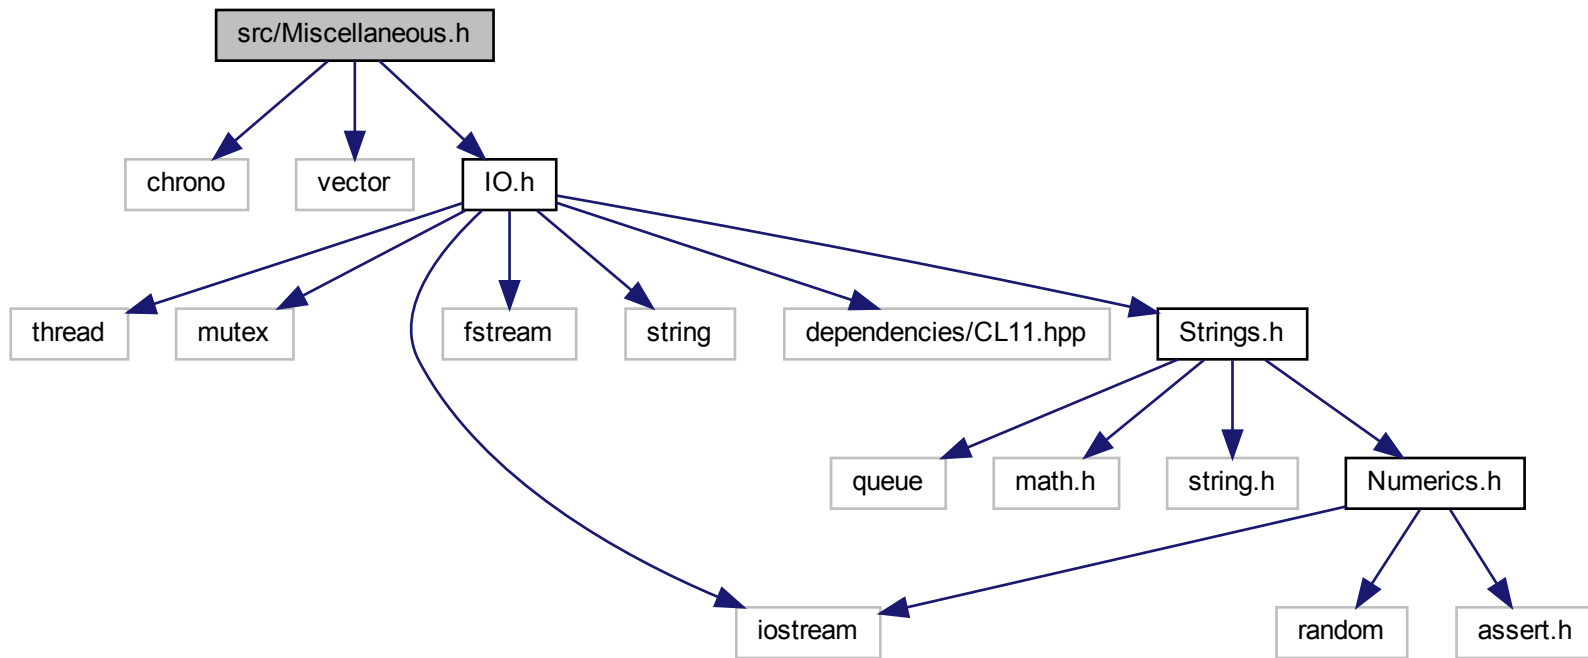 src/Miscellaneous.h
chrono
vector
IO.h
thread
mutex
fstream
string
dependencies/CL11.hpp
Strings.h
queue
math.h
string.h
Numerics.h
iostream
random
assert.h